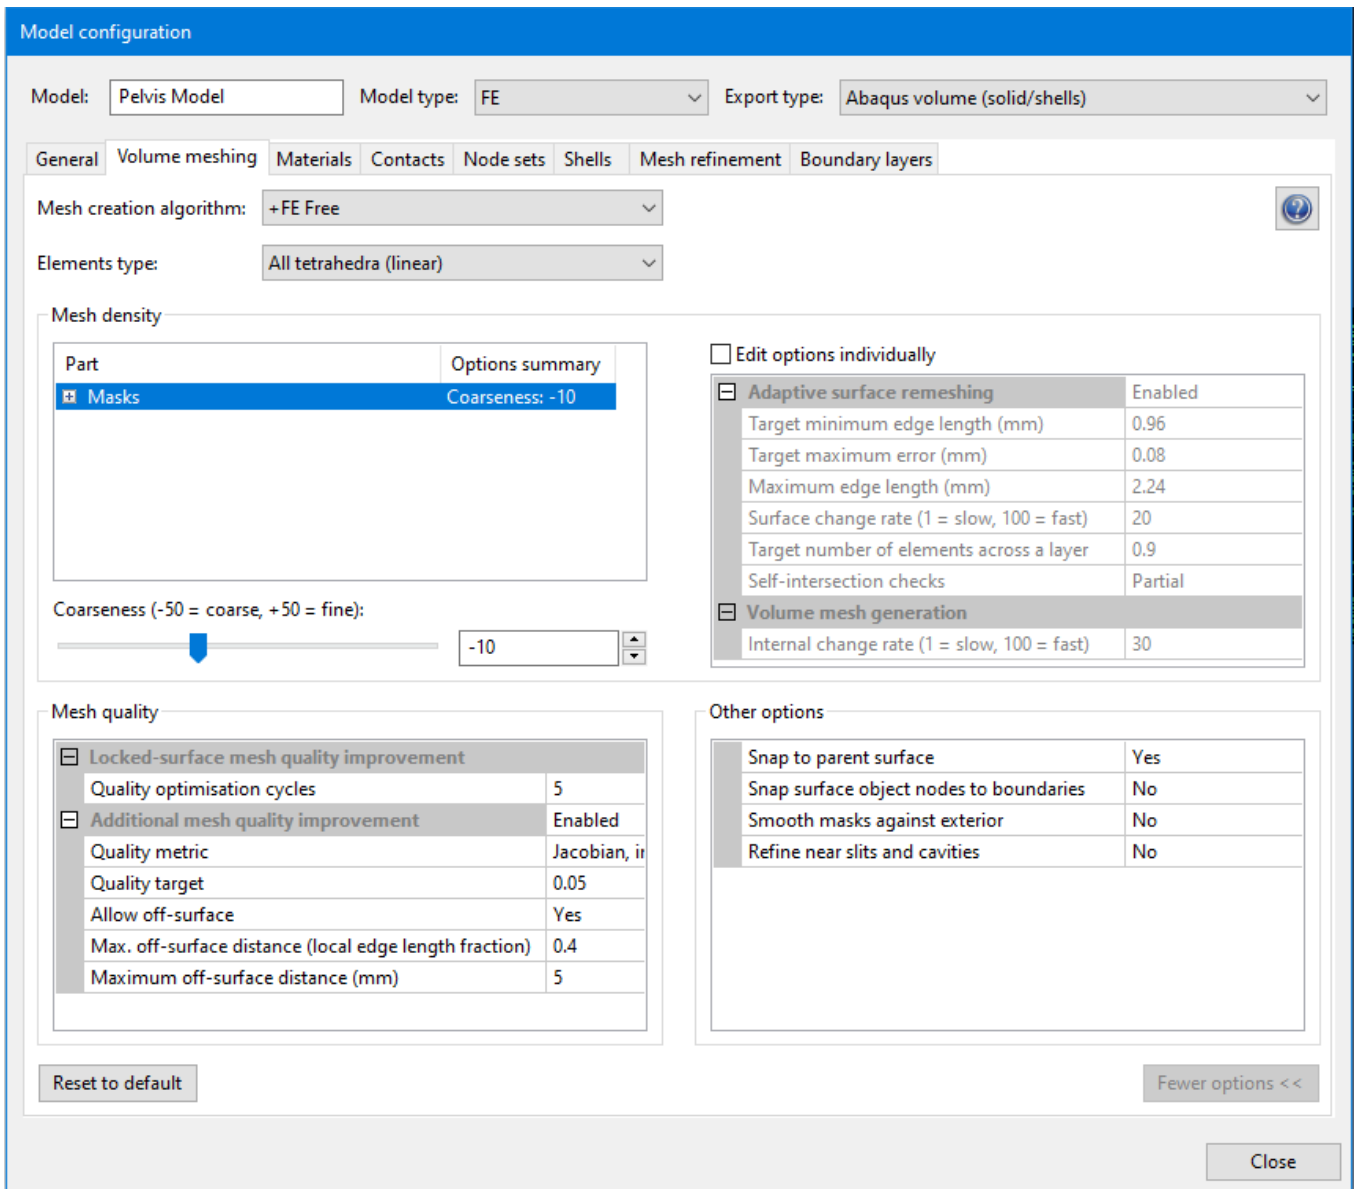 Model configuration
Model: Pelvis Model Model type: FE Export type: Abaqus volume (solid/shells)
General Volume meshing Materials Contacts Node sets Shells Mesh refinement Boundary layers
Mesh creation algorithm: +FE Free
Elements type: All tetrahedra (linear)
Mesh density
Part Options summary
Masks Coarseness: -10
Coarseness (-50 = coarse, +50 = fine):
-10
Edit options individually
Adaptive surface remeshing Enabled
Target minimum edge length (mm) 0.96
Target maximum error (mm) 0.08
Maximum edge length (mm) 2.24
Surface change rate (1 = slow, 100 = fast) 20
Target number of elements across a layer 0.9
Self-intersection checks Partial
Volume mesh generation
Internal change rate (1 = slow, 100 = fast) 30
Mesh quality
Locked-surface mesh quality improvement
Quality optimisation cycles 5
Additional mesh quality improvement Enabled
Quality metric Jacobian, in
Quality target 0.05
Allow off-surface Yes
Max. off-surface distance (local edge length fraction) 0.4
Maximum off-surface distance (mm) 5
Other options
Snap to parent surface Yes
Snap surface object nodes to boundaries No
Smooth masks against exterior No
Refine near slits and cavities No
Reset to default
Fewer options <<
Close